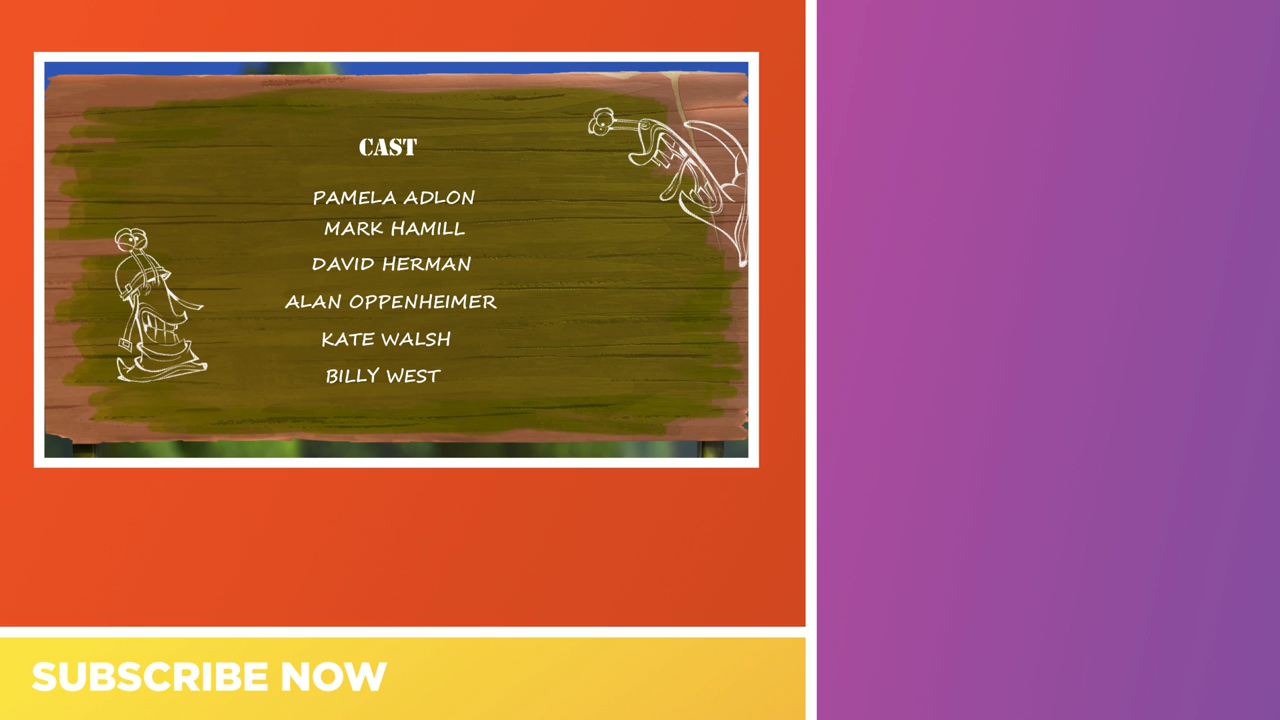 CAST
PAMELA ADLON
MARK HAMILL
DAVID HERMAN
ALAN OPPENHEIMER
KATE WALSH
BILLY WEST
SUBSCRIBE NOW